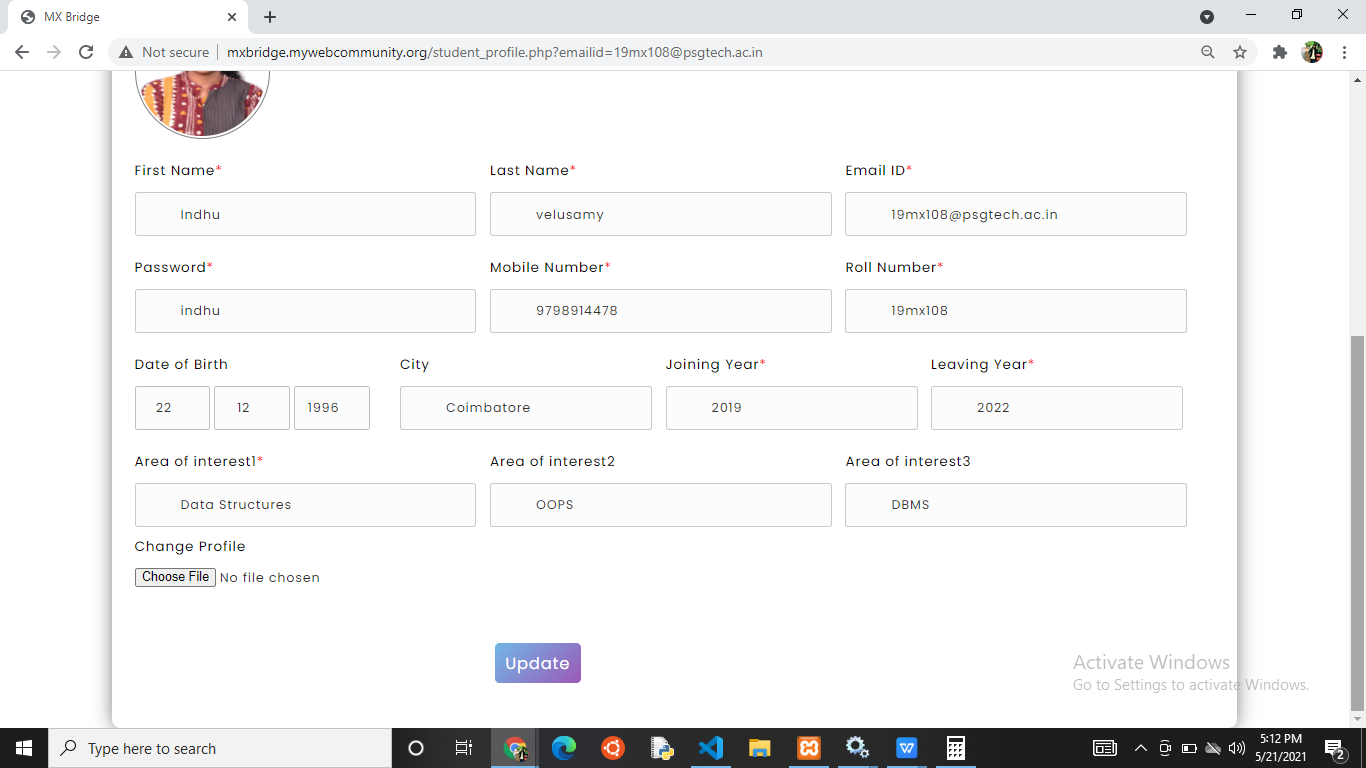 MX Bridge
Not secure | mxbridge.mywebcommunity.org/student_profile.php?emailid=19mx108@psgtech.ac.in
First Name* Last Name* Email ID*
Indhu velusamy 19mx108@psgtech.ac.in
Password* Mobile Number* Roll Number*
indhu 9798914478 19mx108
Date of Birth City Joining Year* Leaving Year*
22 12 1996 Coimbatore 2019 2022
Area of interest1* Area of interest2 Area of interest3
Data Structures OOPS DBMS
Change Profile
Choose File No file chosen
Update
Activate Windows
Go to Settings to activate Windows.
Type here to search
5:12 PM
5/21/2021
2